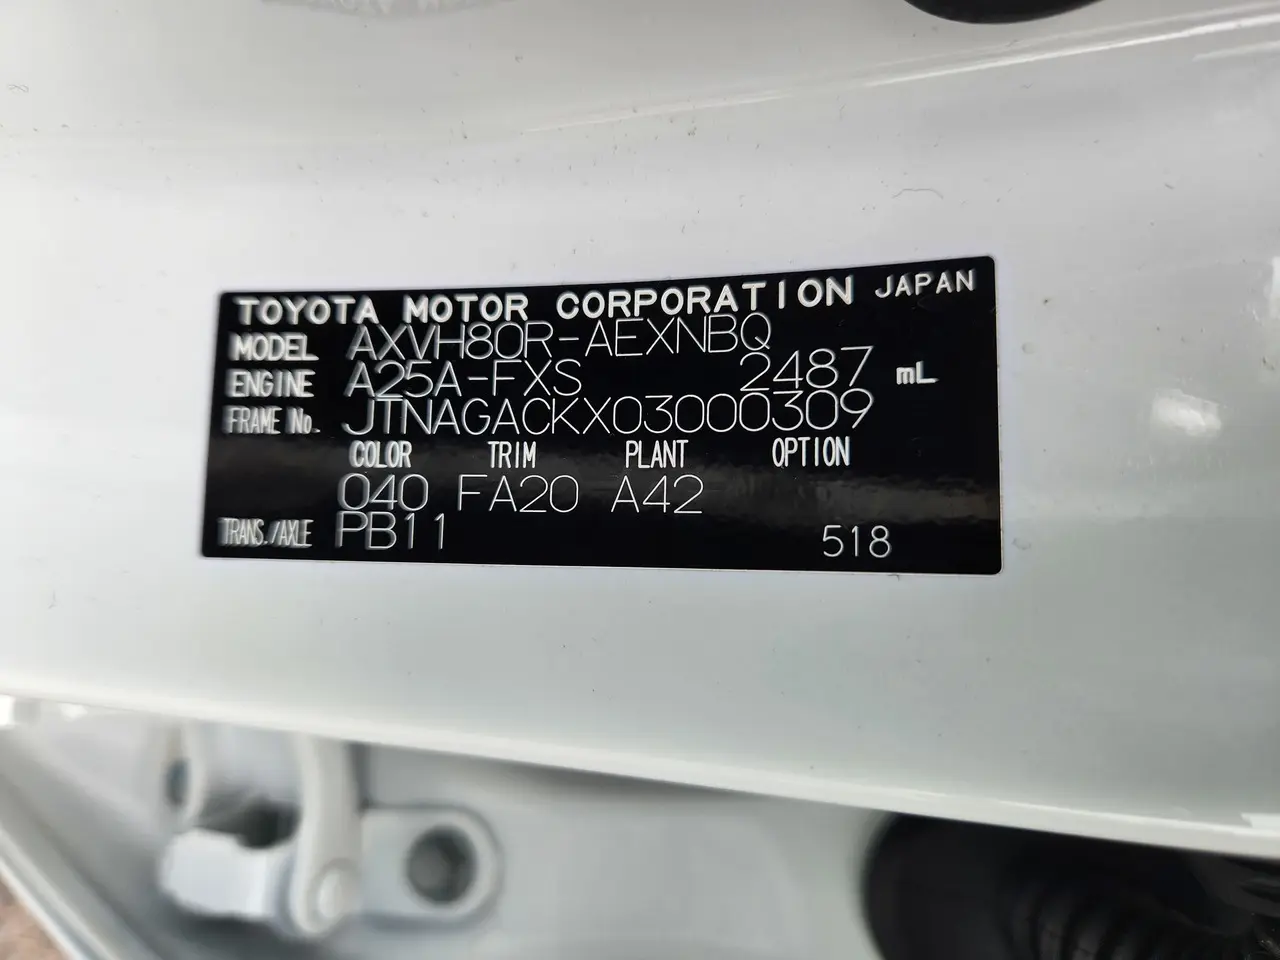 TOYOTA MOTOR CORPORATION JAPAN
MODEL AXVH80R-AEXNBQ
ENGINE A25A-FXS 2487 mL
FRAME No. JTNAGACKX03000309
COLOR TRIM PLANT OPTION
040 FA20 A42
TRANS./AXLE PB11 518